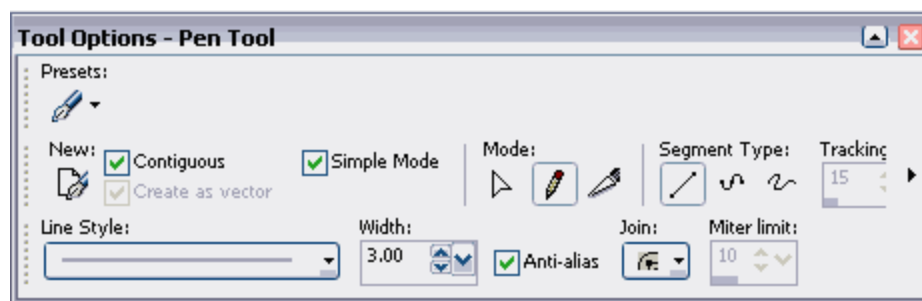 Tool Options - Pen Tool
Presets:
New: Contiguous Simple Mode Mode: Segment Type: Tracking
Create as vector 15
Line Style: Width: Join: Miter limit:
3.00 Anti-alias 10